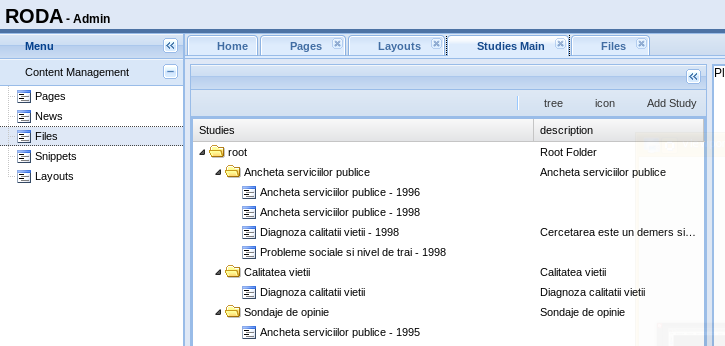 RODA - Admin
Menu
Home Pages Layouts Studies Main Files
Content Management
Pages
News
Files
Snippets
Layouts
tree icon Add Study
Studies description
root Root Folder
Ancheta serviciilor publice Ancheta serviciilor publice
Ancheta serviciilor publice - 1996
Ancheta serviciilor publice - 1998
Diagnoza calitatii vietii - 1998 Cercetarea este un demers si...
Probleme sociale si nivel de trai - 1998
Calitatea vietii Calitatea vietii
Diagnoza calitatii vietii Diagnoza calitatii vietii
Sondaje de opinie Sondaje de opinie
Ancheta serviciilor publice - 1995